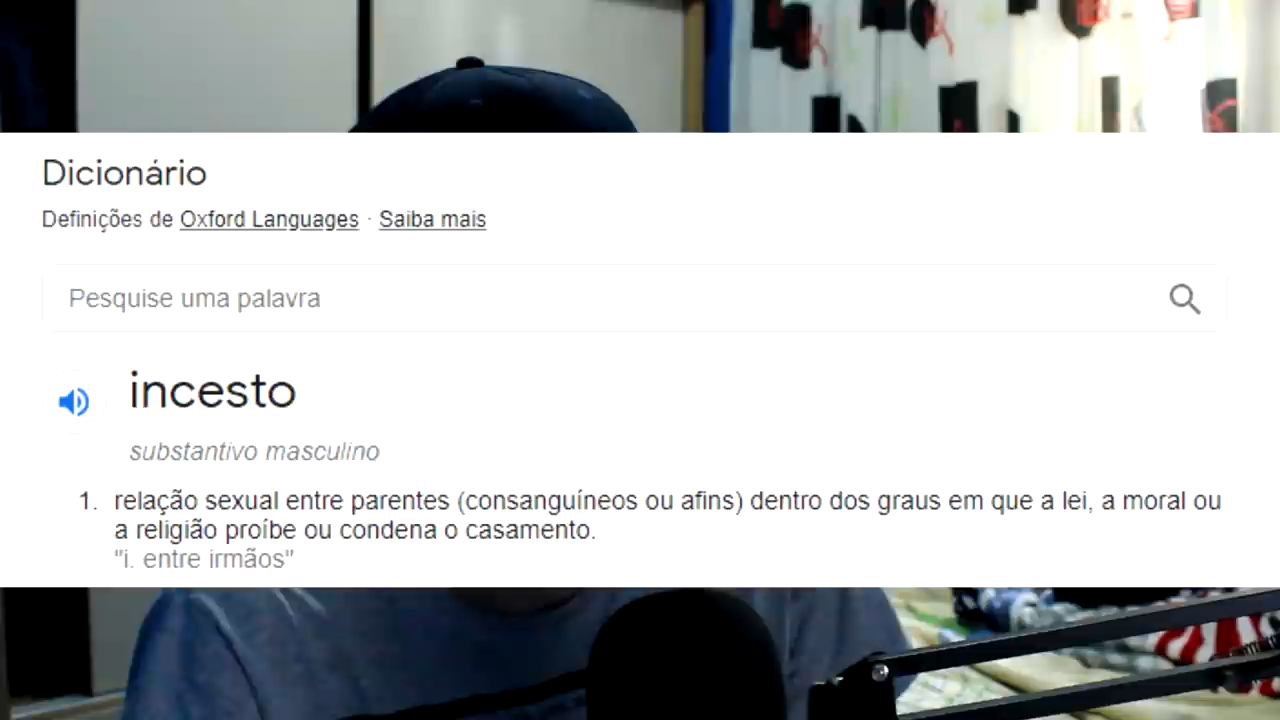 Dicionário
Definições de Oxford Languages · Saiba mais
Pesquise uma palavra
incesto
substantivo masculino
1. relação sexual entre parentes (consanguíneos ou afins) dentro dos graus em que a lei, a moral ou
a religião proíbe ou condena o casamento.
"i. entre irmãos"